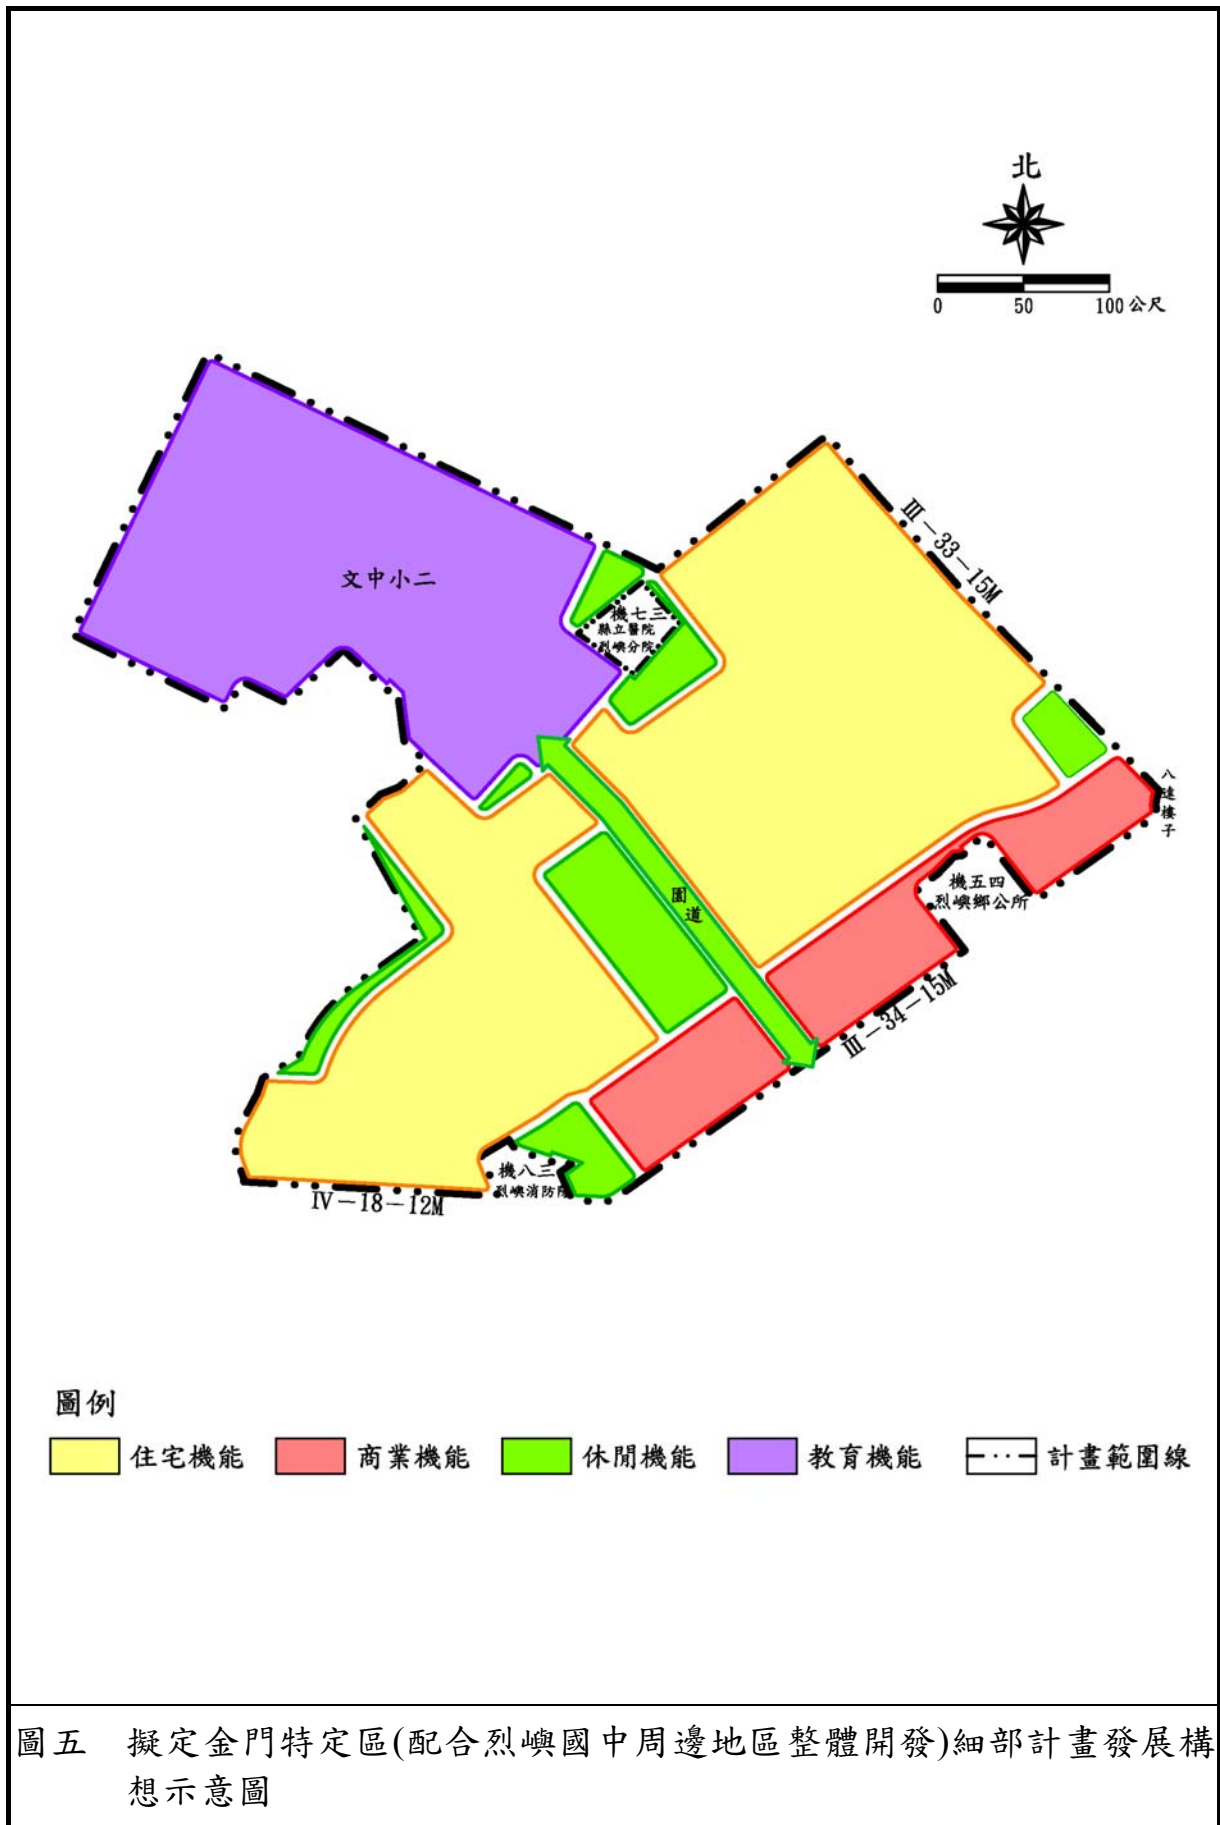 北
0 50 100 公尺
III－33－15M
文中小二
機七三
縣立醫院
烈嶼分院
八達樓子
機五四
烈嶼鄉公所
園道
III－34－15M
機八三
烈嶼消防隊
IV－18－12M
圖例
住宅機能 商業機能 休閒機能 教育機能 計畫範圍線
圖五 擬定金門特定區(配合烈嶼國中周邊地區整體開發)細部計畫發展構
想示意圖